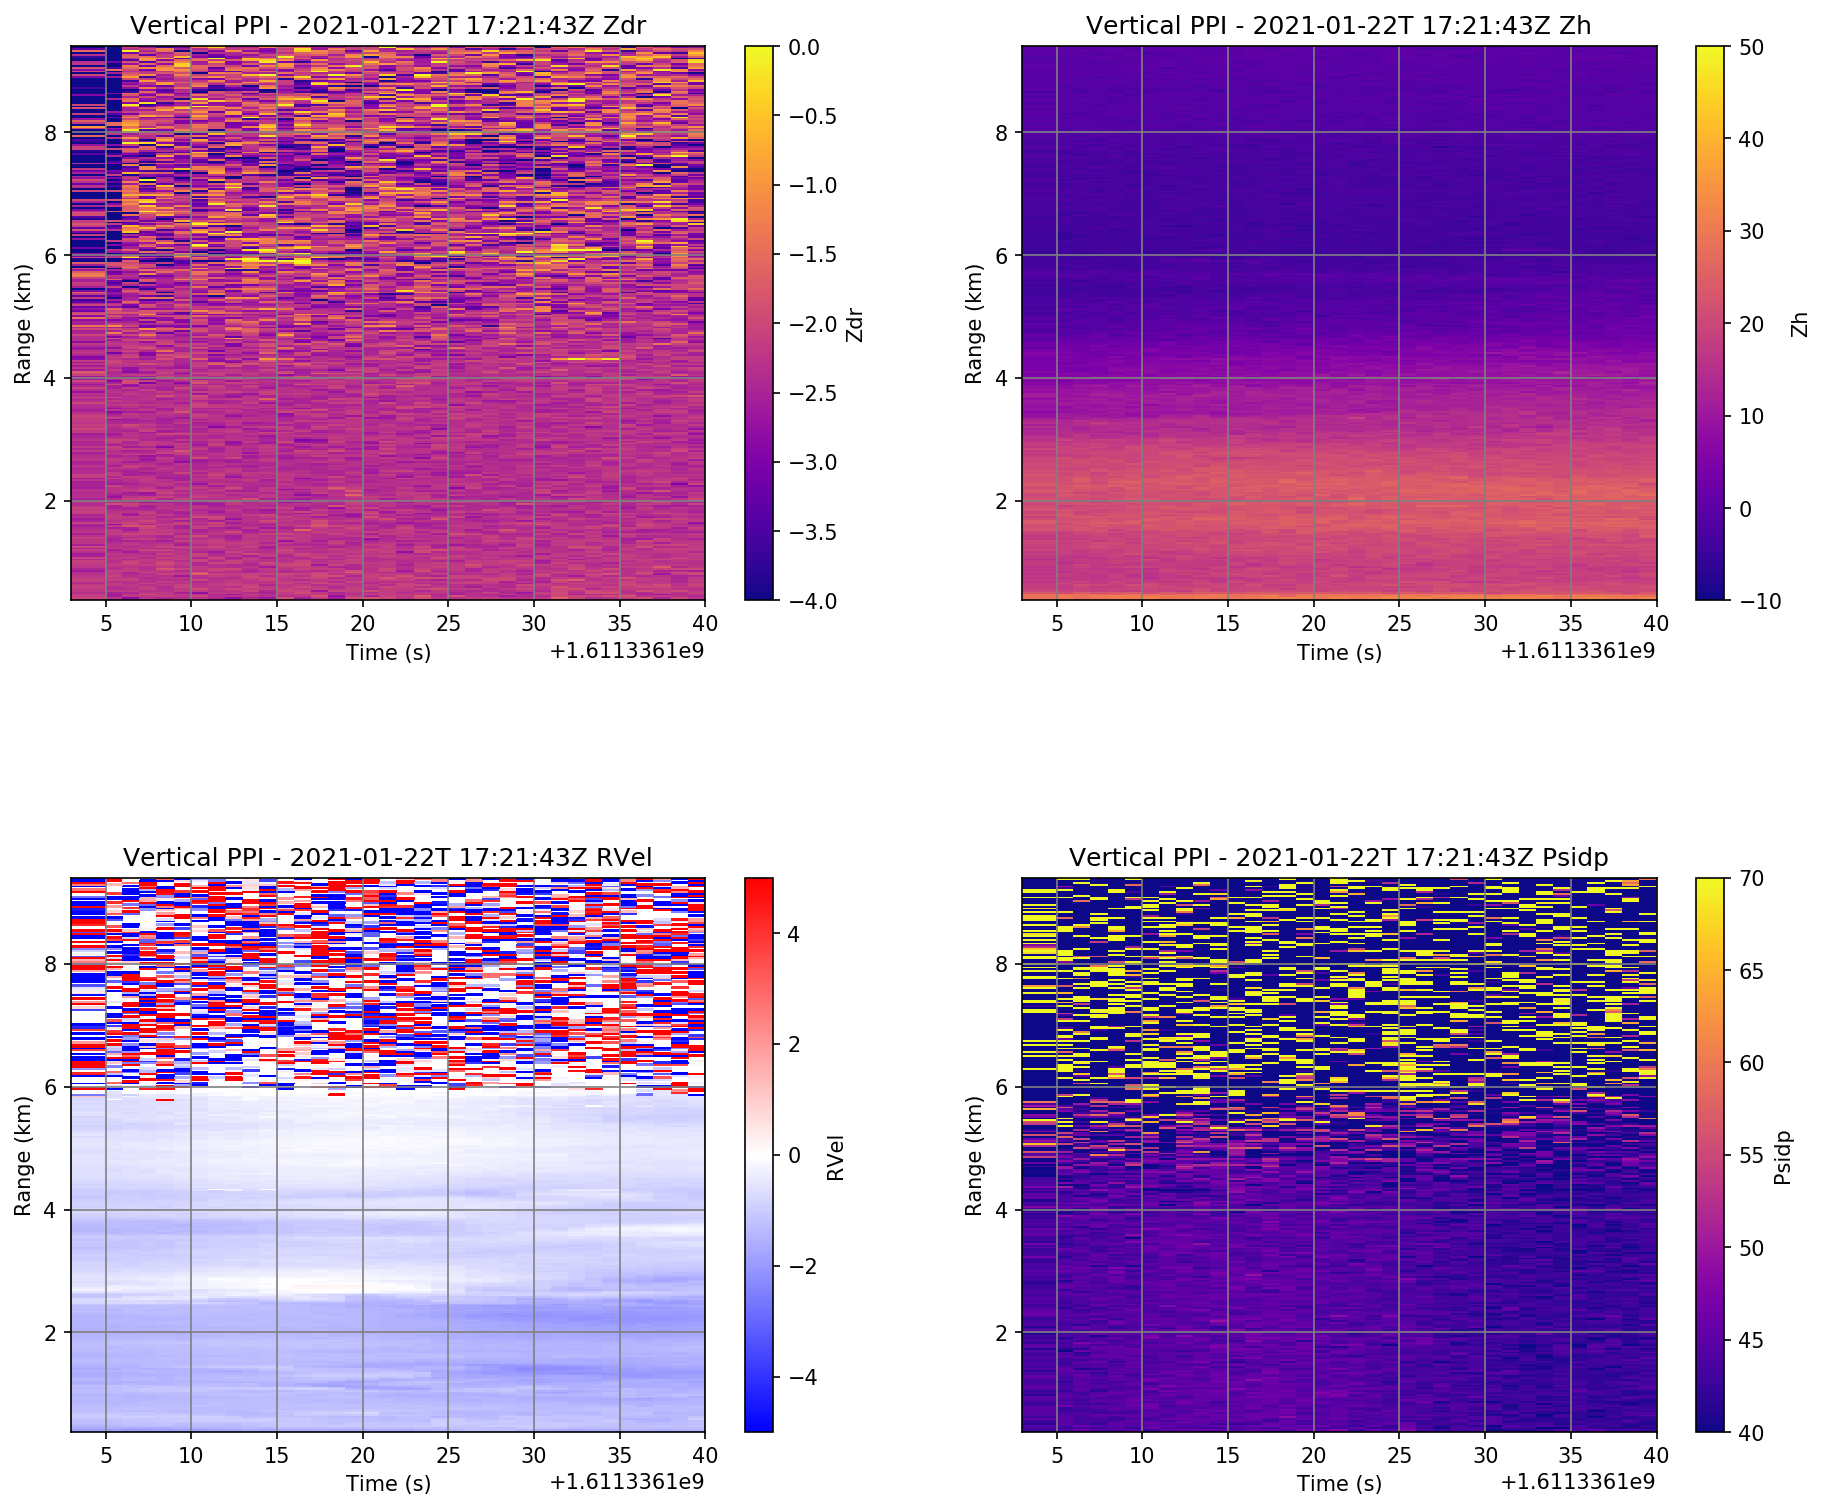 Vertical PPI - 2021-01-22T 17:21:43Z Zdr
0.0
−0.5
−1.0
−1.5
−2.0
−2.5
−3.0
−3.5
−4.0
Zdr
8
6
4
2
Range (km)
5 10 15 20 25 30 35 40
Time (s)
+1.6113361e9
Vertical PPI - 2021-01-22T 17:21:43Z Zh
50
40
30
20
10
0
−10
Zh
8
6
4
2
Range (km)
5 10 15 20 25 30 35 40
Time (s)
+1.6113361e9
Vertical PPI - 2021-01-22T 17:21:43Z RVel
4
2
0
−2
−4
RVel
8
6
4
2
Range (km)
5 10 15 20 25 30 35 40
Time (s)
+1.6113361e9
Vertical PPI - 2021-01-22T 17:21:43Z Psidp
70
65
60
55
50
45
40
Psidp
8
6
4
2
Range (km)
5 10 15 20 25 30 35 40
Time (s)
+1.6113361e9